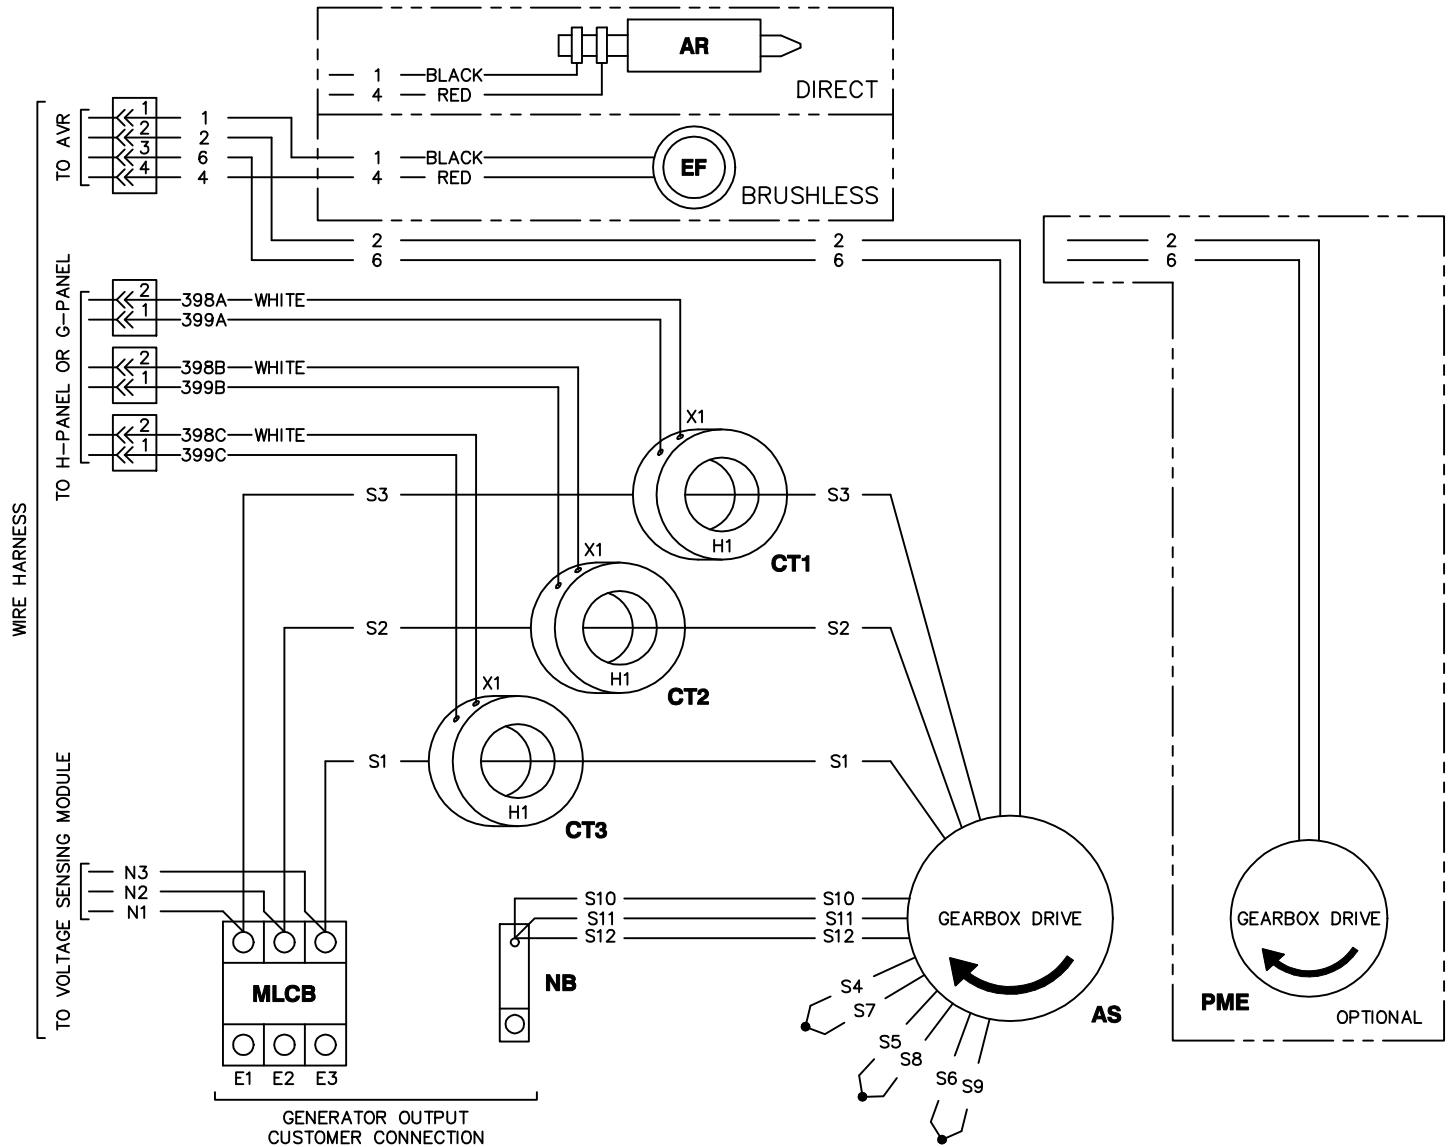 AR
1 BLACK
4 RED
DIRECT
TO AVR
1 1
2 2
3 6
4 4
1 BLACK
4 RED
EF
BRUSHLESS
2 2
6 6
2
6
WIRE HARNESS
TO H-PANEL OR G-PANEL
2 398A WHITE
1 399A
2 398B WHITE
1 399B
2 398C WHITE
1 399C
X1
S3 S3
H1
CT1
X1
S2 S2
H1
CT2
X1
S1 S1
H1
CT3
TO VOLTAGE SENSING MODULE
N3
N2
N1
MLCB
E1 E2 E3
S10 S10
S11 S11
S12 S12
NB
GENERATOR OUTPUT
CUSTOMER CONNECTION
GEARBOX DRIVE
AS
S4
S7
S5
S8
S6
S9
GEARBOX DRIVE
PME
OPTIONAL